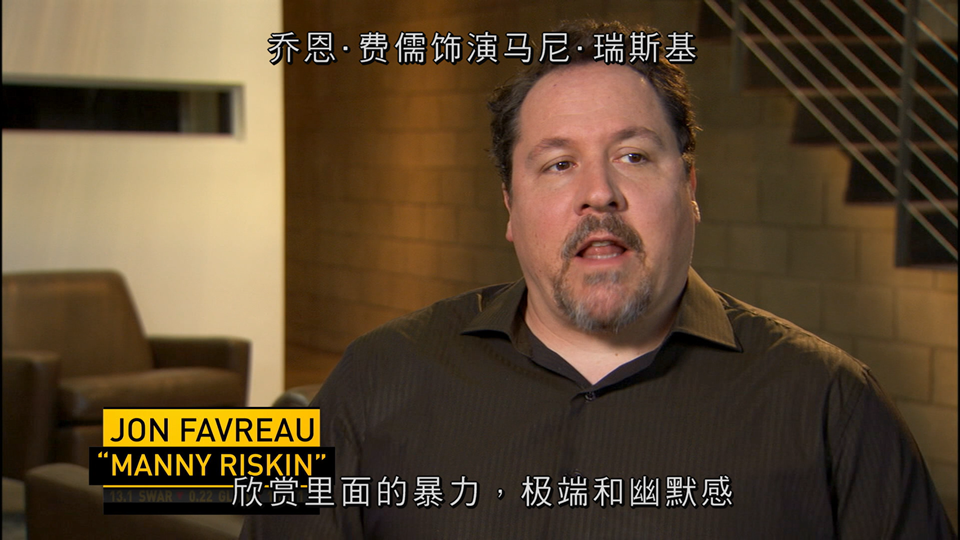 乔恩·费儒饰演马尼·瑞斯基
JON FAVREAU
“MANNY RISKIN”
欣赏里面的暴力，极端和幽默感